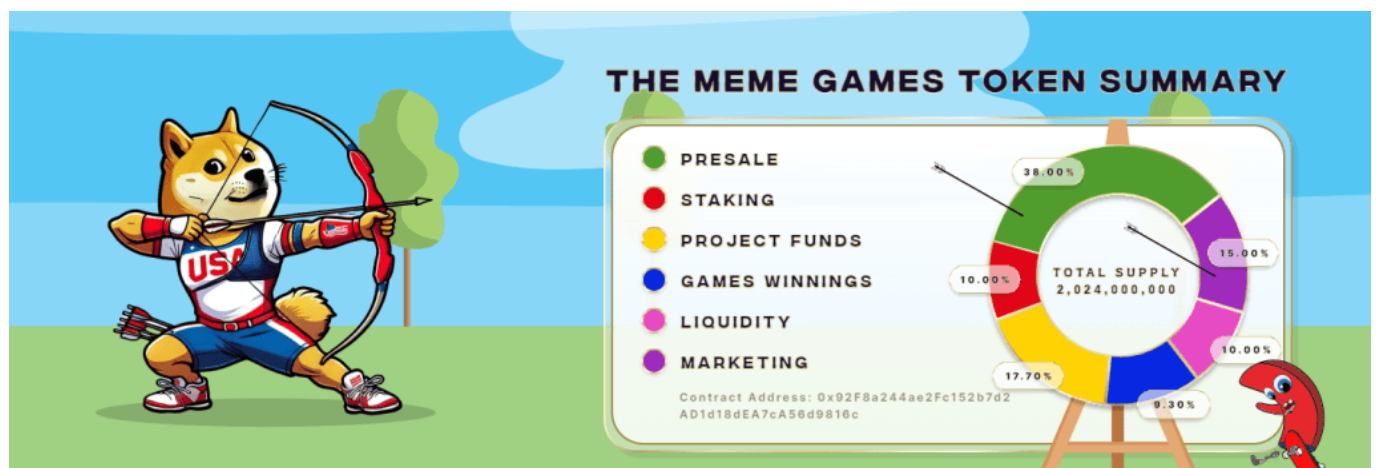 THE MEME GAMES TOKEN SUMMARY
PRESALE
STAKING
PROJECT FUNDS
GAMES WINNINGS
LIQUIDITY
MARKETING
Contract Address: 0x92F8a244ae2Fc152b7d2
AD1d18dEA7cA56d9816c
38.00%
15.00%
10.00%
TOTAL SUPPLY
2,024,000,000
10.00%
17.70%
9.30%
USA